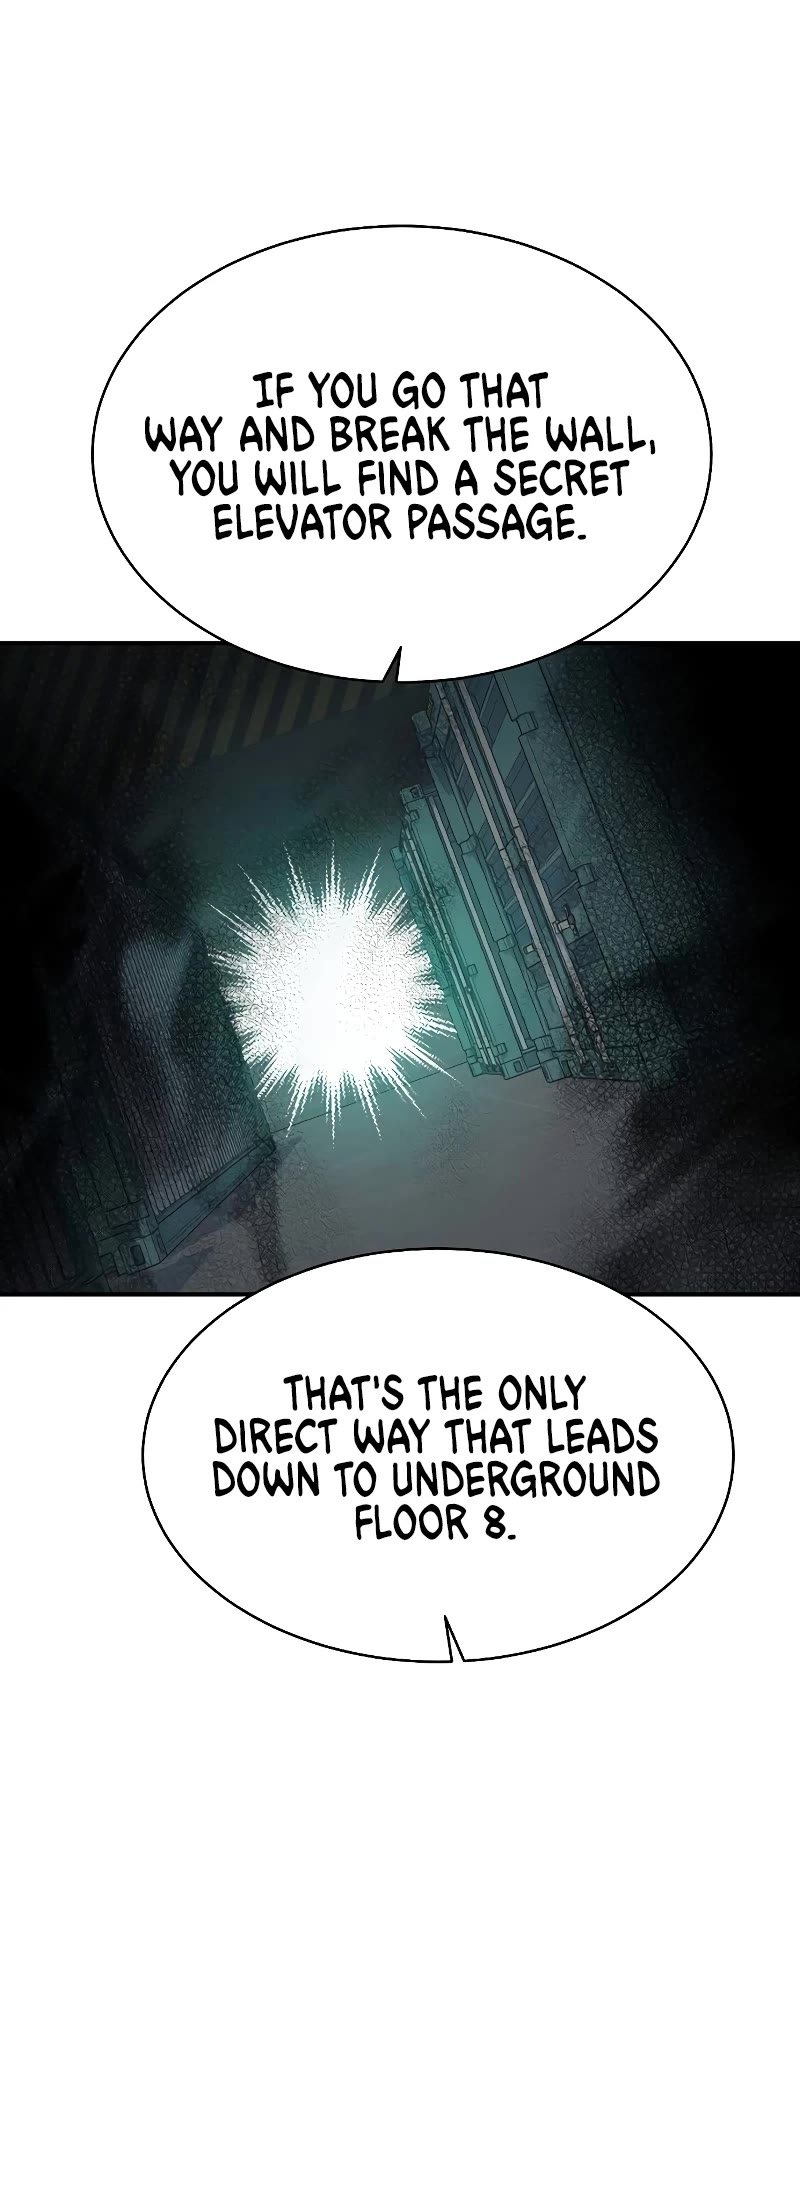 IF YOU GO THAT
WAY AND BREAK THE WALL,
YOU WILL FIND A SECRET
ELEVATOR PASSAGE.
THAT'S THE ONLY
DIRECT WAY THAT LEADS
DOWN TO UNDERGROUND
FLOOR 8.